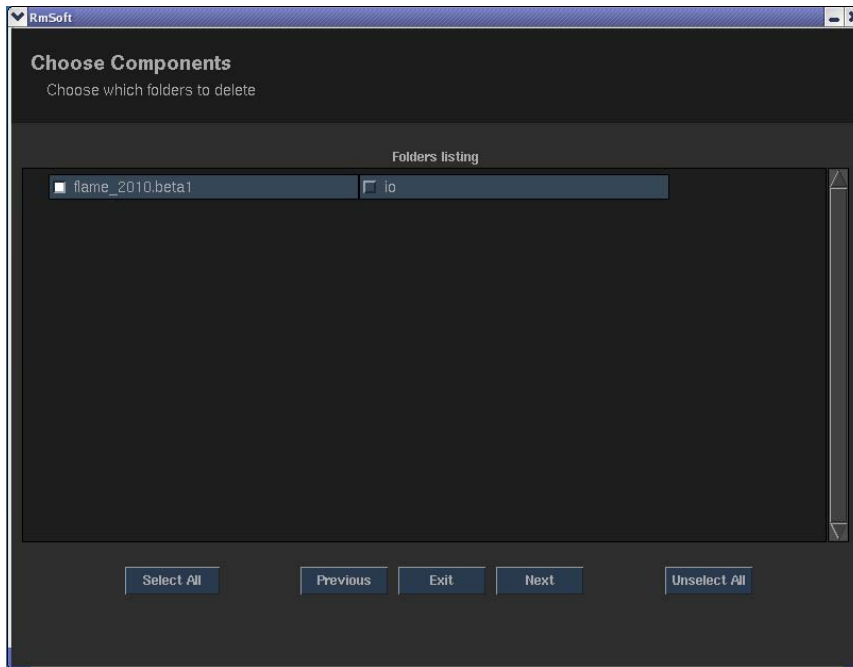 RmSoft
Choose Components
Choose which folders to delete
Folders listing
flame_2010.beta1 io
Select All Previous Exit Next Unselect All